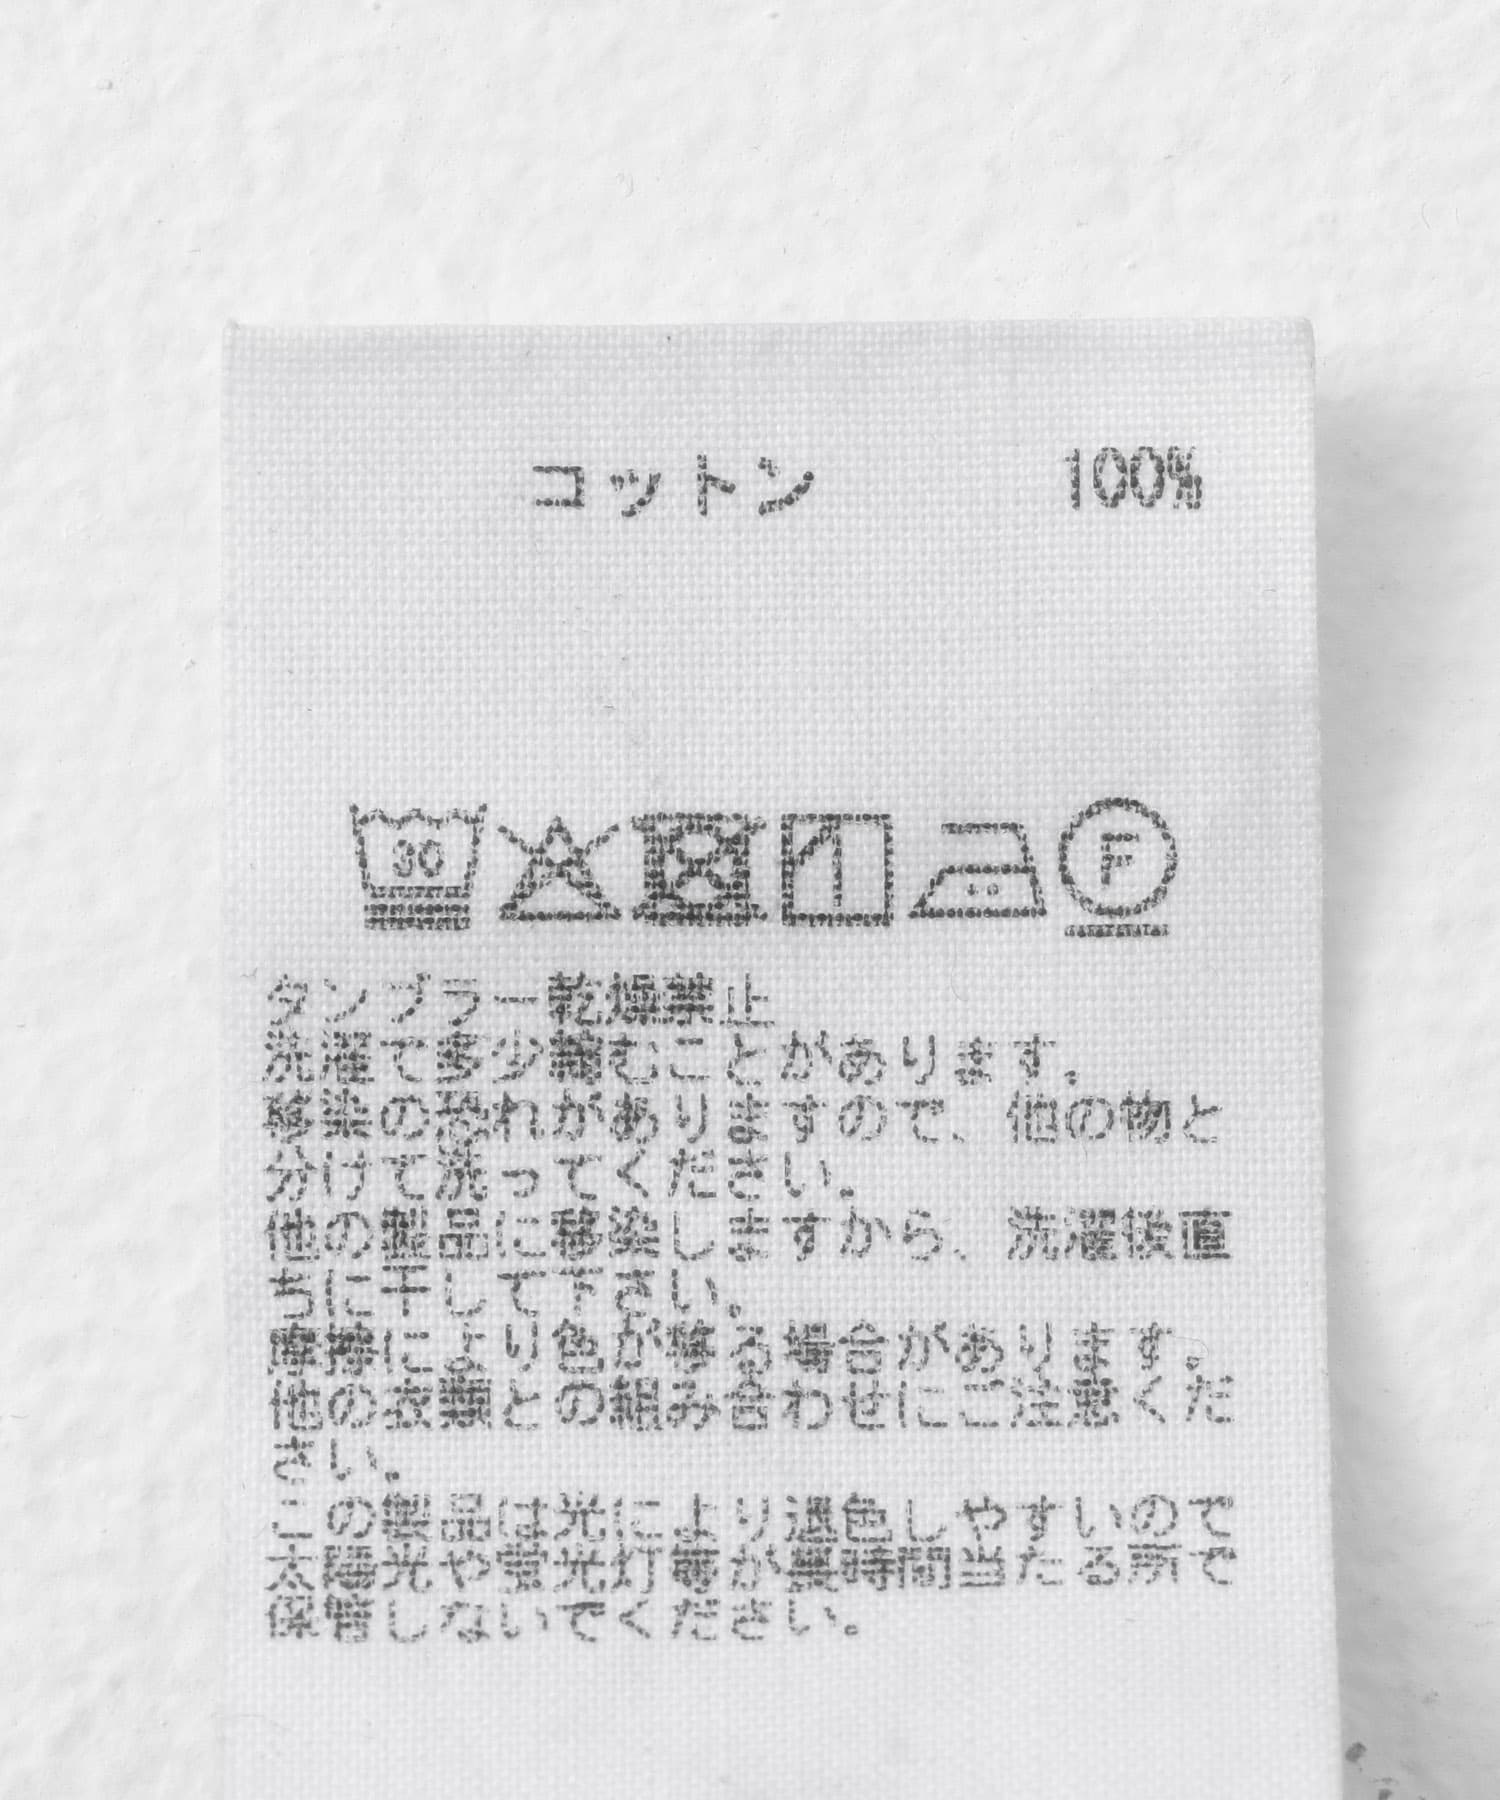 コットン 100%
30 F
タンブラー乾燥禁止
洗濯で多少縮むことがあります。
移染の恐れがありますので、他の物と
分けて洗ってください。
他の製品に移染しますから、洗濯後直
ちに干して下さい。
摩擦により色が移る場合があります。
他の衣類との組み合わせにご注意くだ
さい。
この製品は光により退色しやすいので
太陽光や蛍光灯等が長時間当たる所で
保管しないでください。